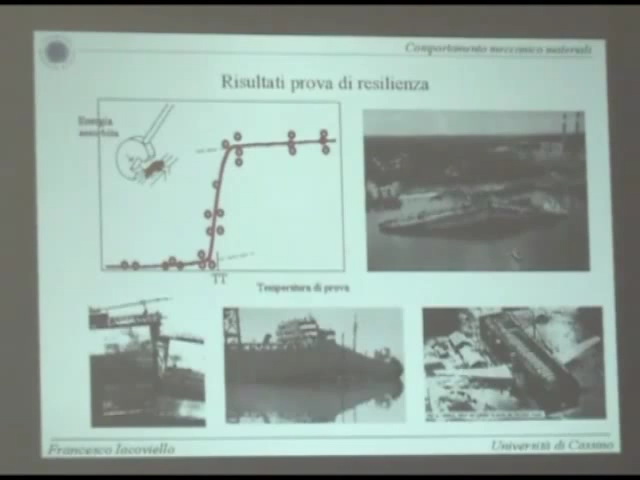 Comportamento meccanico materiali
Risultati prova di resilienza
Energia
assorbita
TT
Temperatura di prova
Francesco Iacoviello
Università di Cassino